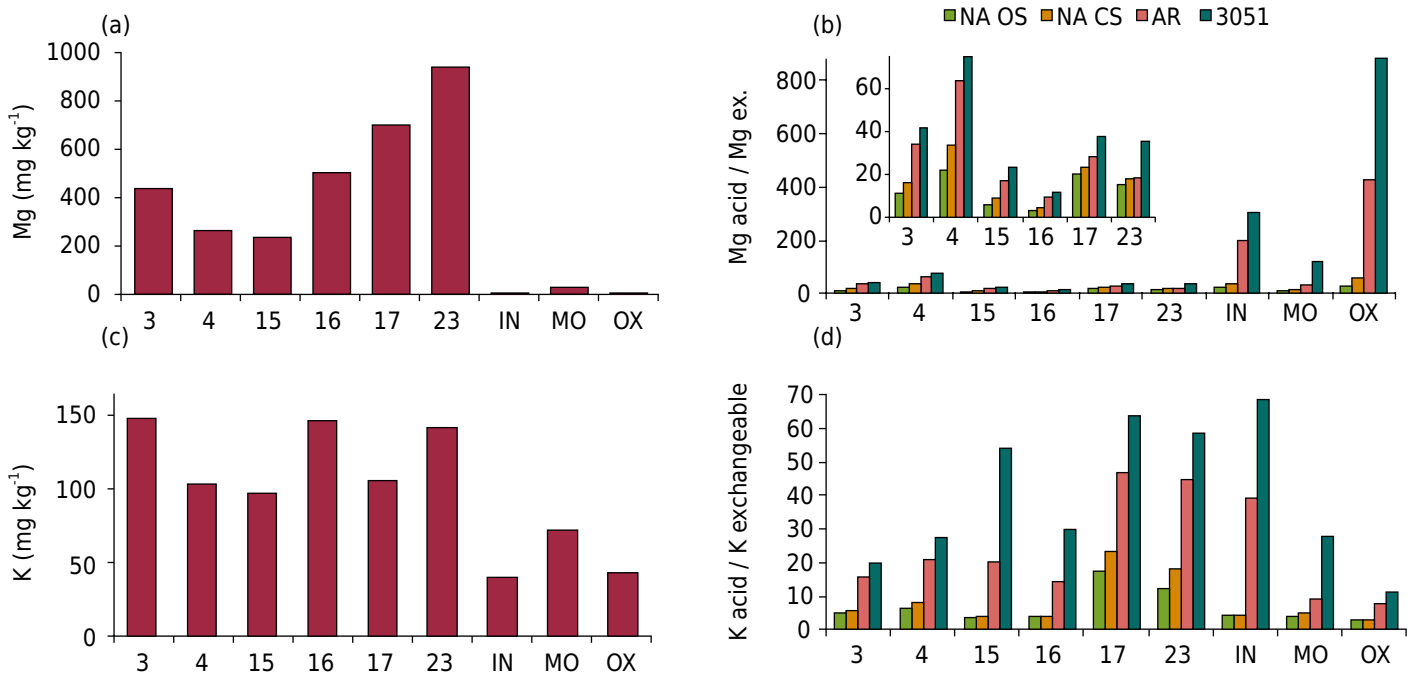 (a)
Mg (mg kg-1)
1000
800
600
400
200
0
3 4 15 16 17 23 IN MO OX
(b)
NA OS NA CS AR 3051
Mg acid / Mg ex.
800
600
400
200
0
60
40
20
0
3 4 15 16 17 23
3 4 15 16 17 23 IN MO OX
(c)
K (mg kg-1)
150
100
50
0
3 4 15 16 17 23 IN MO OX
(d)
K acid / K exchangeable
70
60
50
40
30
20
10
0
3 4 15 16 17 23 IN MO OX